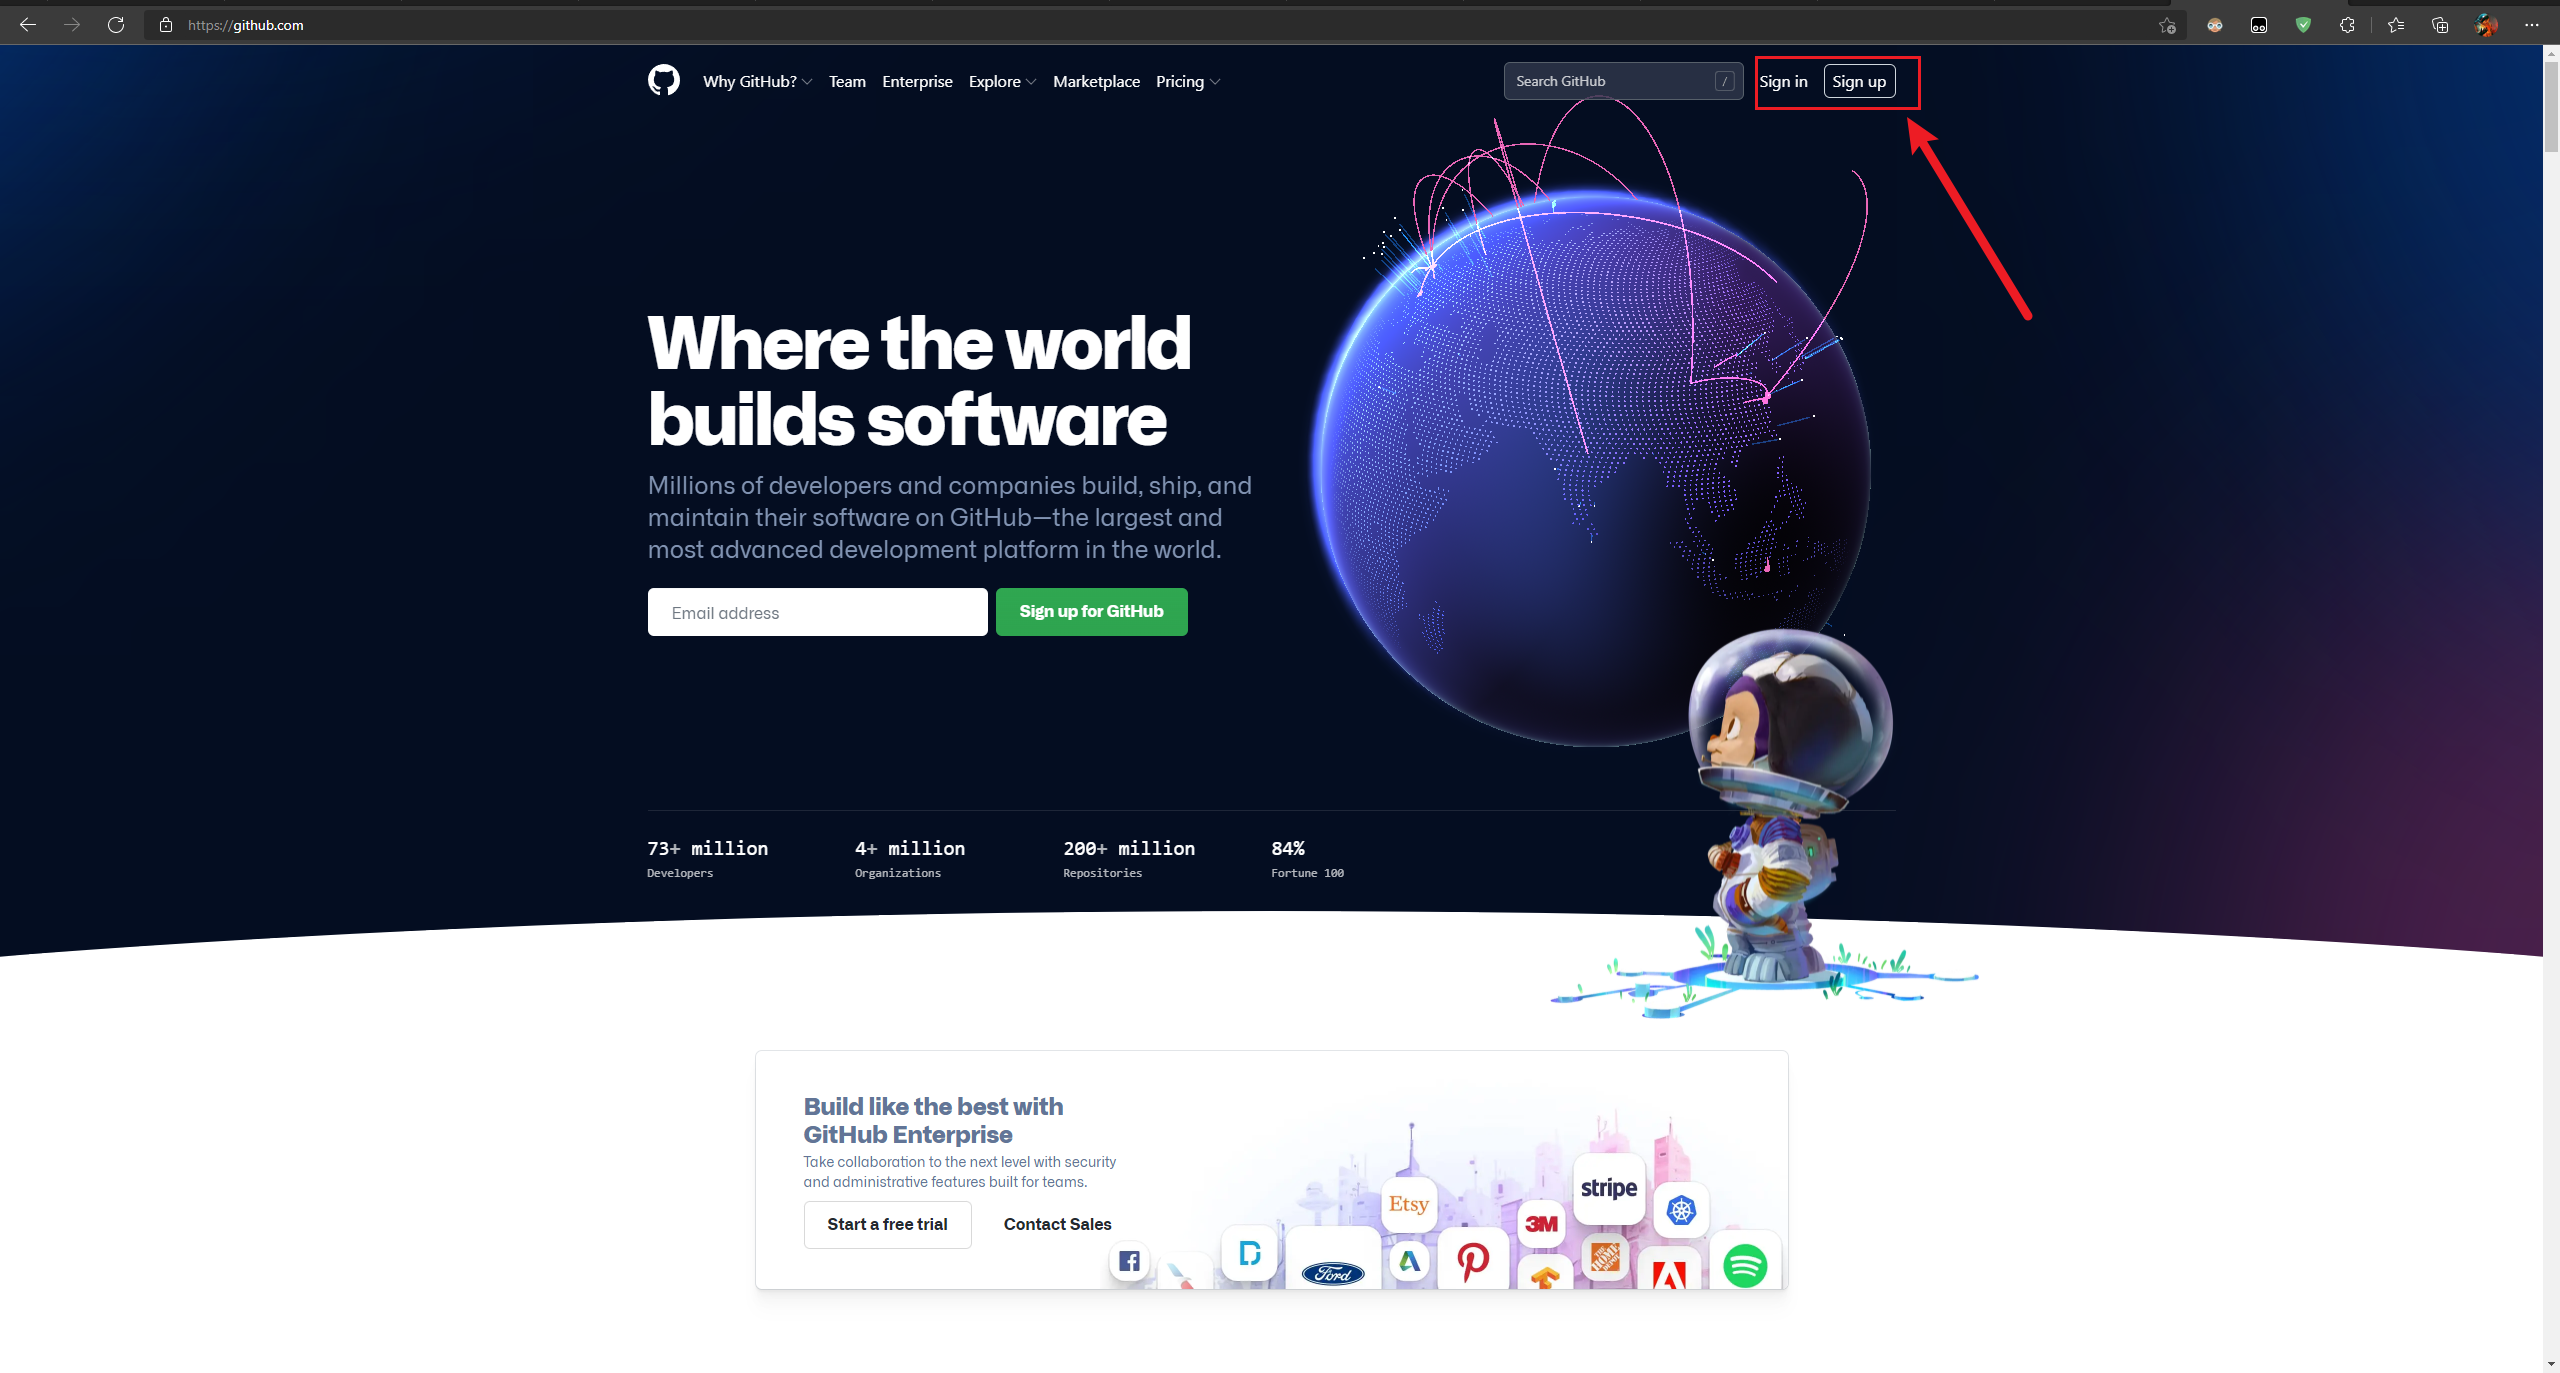 https://github.com
Why GitHub? Team Enterprise Explore Marketplace Pricing
Search GitHub /
Sign in
Sign up
Where the world
builds software
Millions of developers and companies build, ship, and
maintain their software on GitHub—the largest and
most advanced development platform in the world.
Email address
Sign up for GitHub
73+ million
Developers
4+ million
Organizations
200+ million
Repositories
84%
Fortune 100
Build like the best with
GitHub Enterprise
Take collaboration to the next level with security
and administrative features built for teams.
Start a free trial
Contact Sales
Etsy
stripe
3M
Ford
THE HOME DEPOT